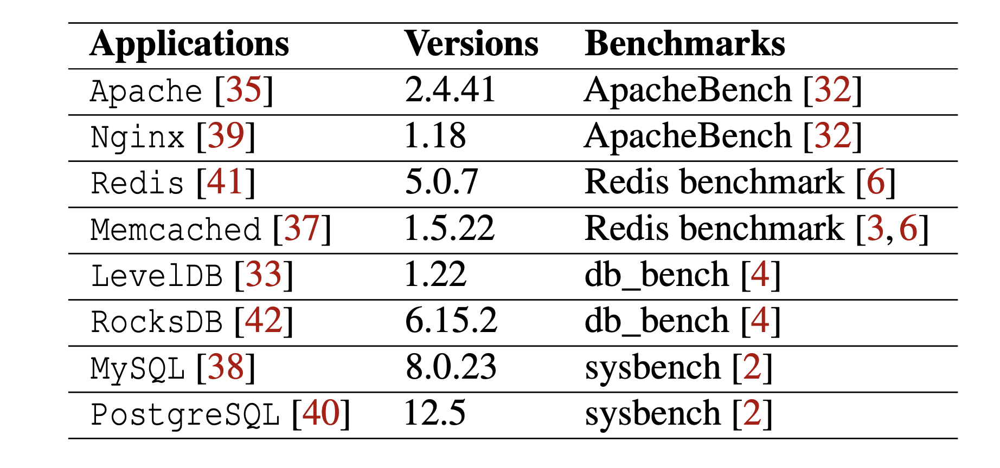 Applications Versions Benchmarks
Apache [35] 2.4.41 ApacheBench [32]
Nginx [39] 1.18 ApacheBench [32]
Redis [41] 5.0.7 Redis benchmark [6]
Memcached [37] 1.5.22 Redis benchmark [3, 6]
LevelDB [33] 1.22 db_bench [4]
RocksDB [42] 6.15.2 db_bench [4]
MySQL [38] 8.0.23 sysbench [2]
PostgreSQL [40] 12.5 sysbench [2]